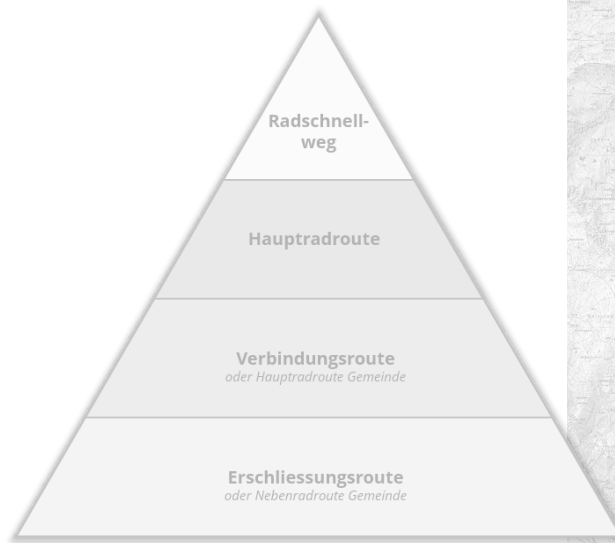 Radschnell-
weg
Hauptradroute
Verbindungsroute
oder Hauptradroute Gemeinde
Erschliessungsroute
oder Nebenradroute Gemeinde